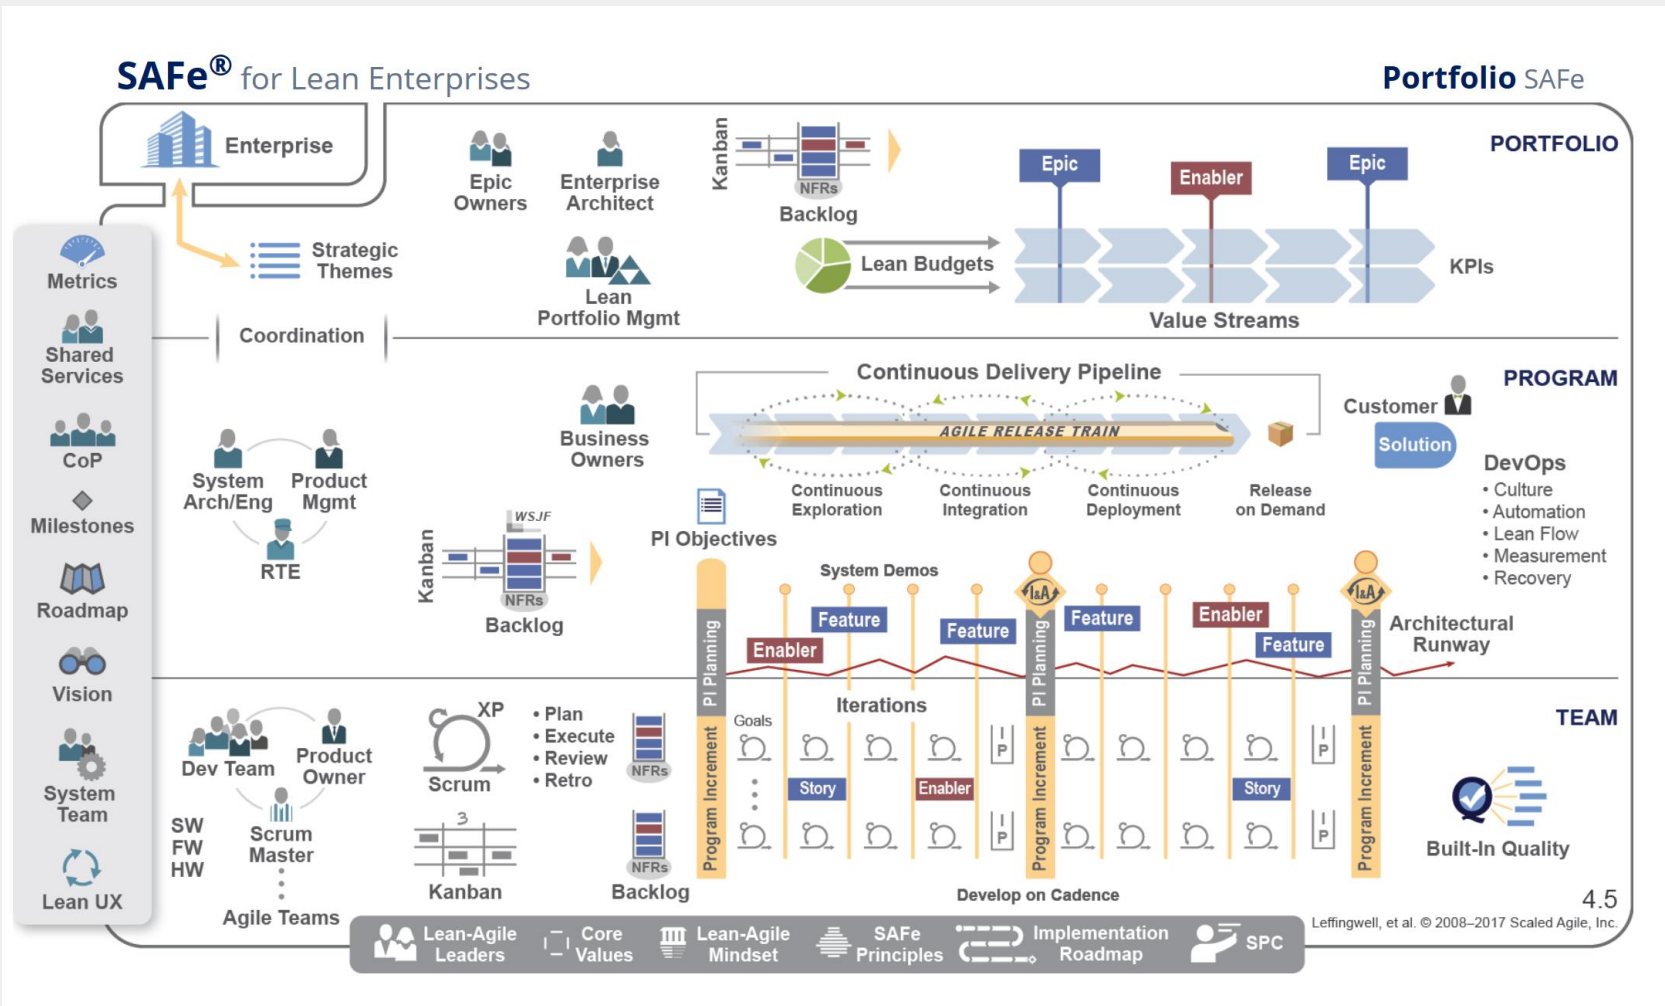 SAFe® for Lean Enterprises
Portfolio SAFe
Enterprise
Epic
Owners
Enterprise
Architect
Kanban
NFRs
Backlog
Epic
Enabler
Epic
PORTFOLIO
Strategic
Themes
Lean
Portfolio Mgmt
Lean Budgets
KPIs
Value Streams
Coordination
Metrics
Shared
Services
CoP
Milestones
Roadmap
Vision
System
Team
Lean UX
PROGRAM
Business
Owners
Continuous Delivery Pipeline
AGILE RELEASE TRAIN
Continuous
Exploration
Continuous
Integration
Continuous
Deployment
Release
on Demand
Customer
Solution
DevOps
• Culture
• Automation
• Lean Flow
• Measurement
• Recovery
System
Arch/Eng
Product
Mgmt
RTE
Kanban
WSJF
NFRs
Backlog
PI Objectives
System Demos
I&A
I&A
Enabler
Feature
Feature
Feature
Enabler
Feature
Architectural
Runway
PI Planning
PI Planning
PI Planning
TEAM
Dev Team
Product
Owner
Scrum
Master
SW
FW
HW
Agile Teams
XP
Scrum
• Plan
• Execute
• Review
• Retro
3
Kanban
NFRs
NFRs
Backlog
Program Increment
Program Increment
Program Increment
Goals
Iterations
I
P
I
P
Story
Enabler
Story
I
P
I
P
Develop on Cadence
Built-In Quality
4.5
Leffingwell, et al. © 2008–2017 Scaled Agile, Inc.
Lean-Agile
Leaders
Core
Values
Lean-Agile
Mindset
SAFe
Principles
Implementation
Roadmap
SPC